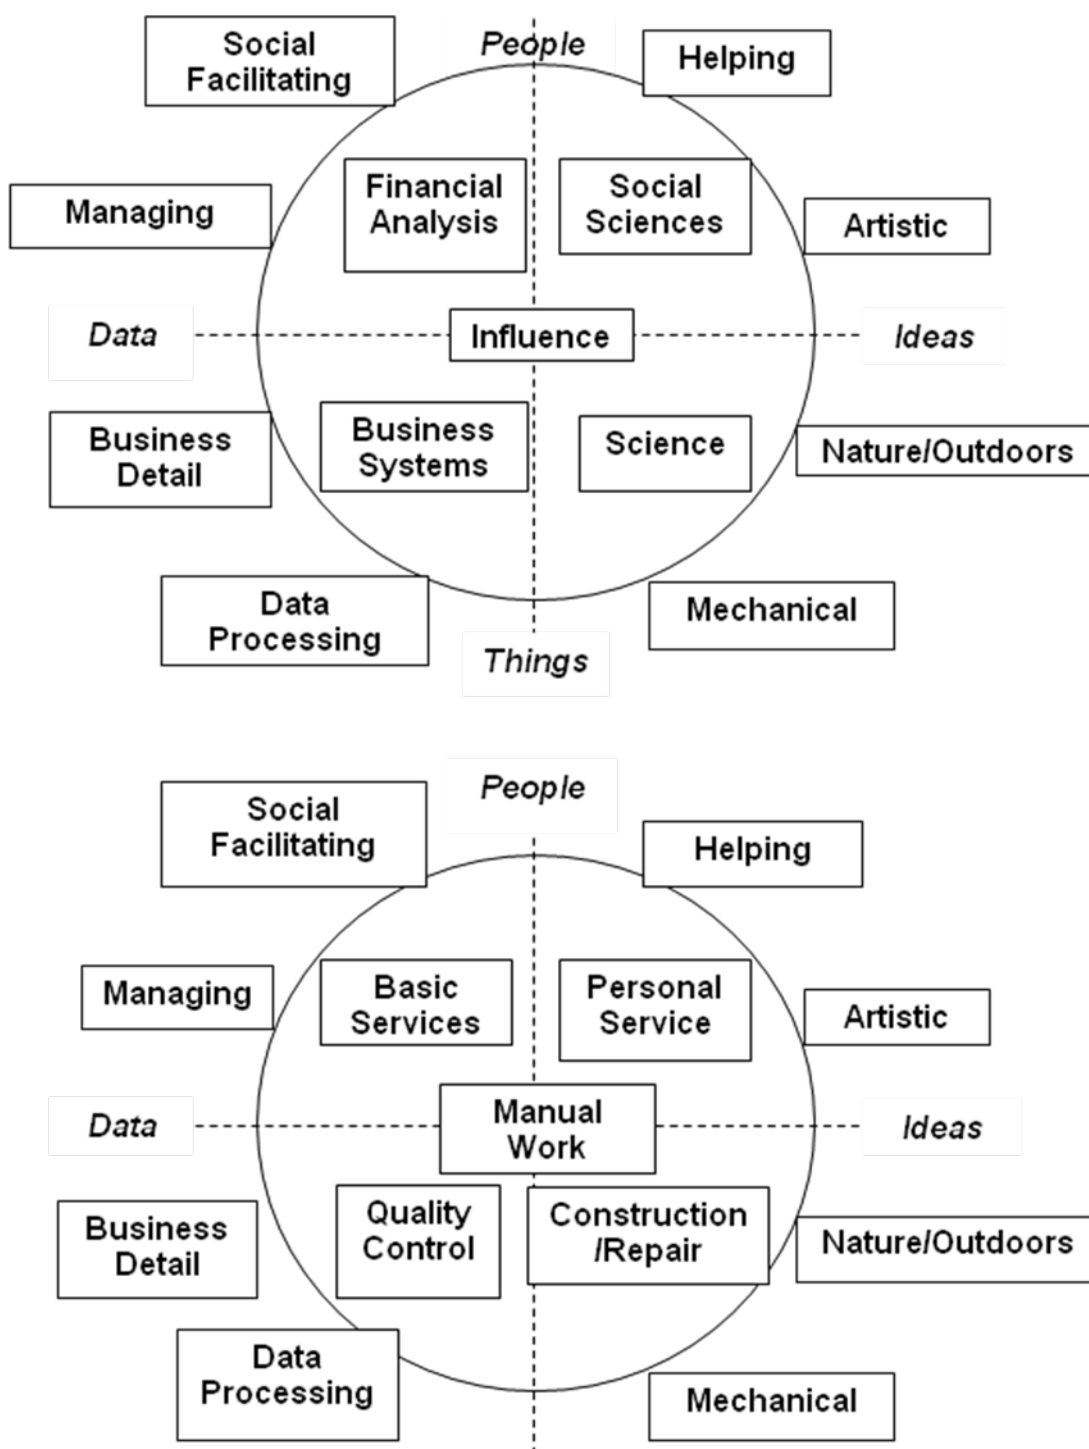 Social
Facilitating
People
Helping
Financial
Analysis
Social
Sciences
Managing
Artistic
Data
Influence
Ideas
Business
Detail
Business
Systems
Science
Nature/Outdoors
Data
Processing
Mechanical
Things
People
Social
Facilitating
Helping
Managing
Basic
Services
Personal
Service
Artistic
Data
Manual
Work
Ideas
Business
Detail
Quality
Control
Construction
/Repair
Nature/Outdoors
Data
Processing
Mechanical